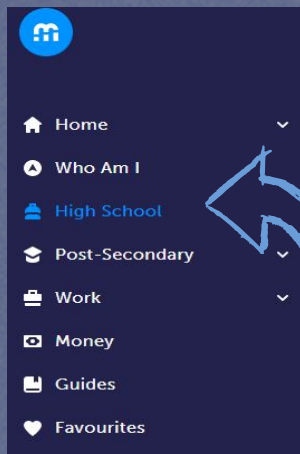 m
Home
Who Am I
High School
Post-Secondary
Work
Money
Guides
Favourites